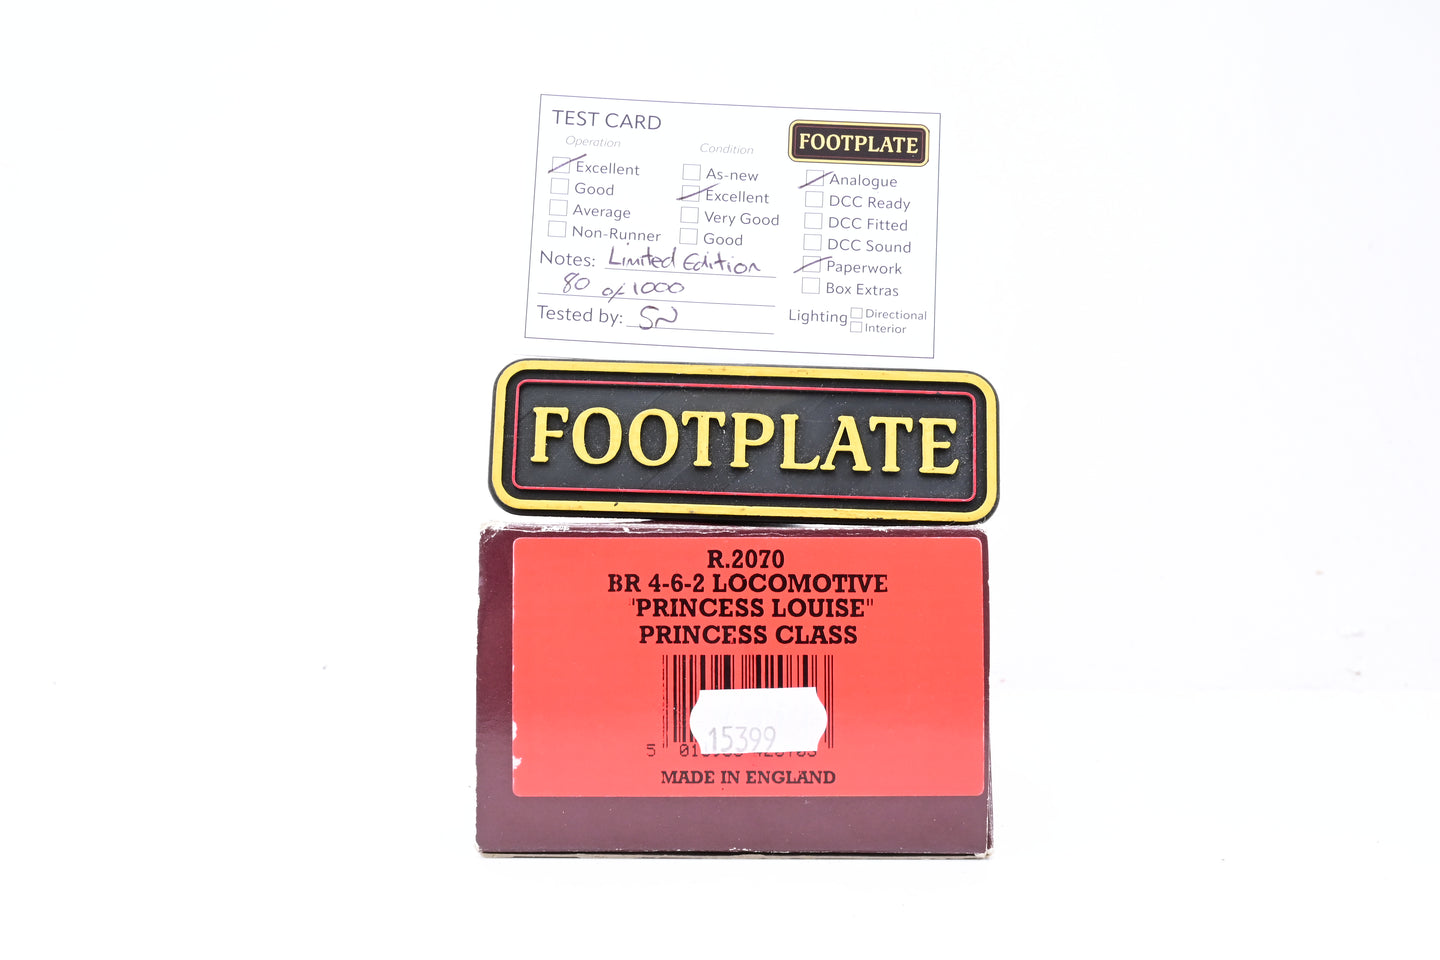 TEST CARD
FOOTPLATE
Operation
Excellent
Good
Average
Non-Runner
Condition
As-new
Excellent
Very Good
Good
Analogue
DCC Ready
DCC Fitted
DCC Sound
Paperwork
Box Extras
Notes: Limited Edition
80 of 1000
Tested by: SN
Lighting
Directional
Interior
FOOTPLATE
R.2070
BR 4-6-2 LOCOMOTIVE
"PRINCESS LOUISE"
PRINCESS CLASS
15399
MADE IN ENGLAND